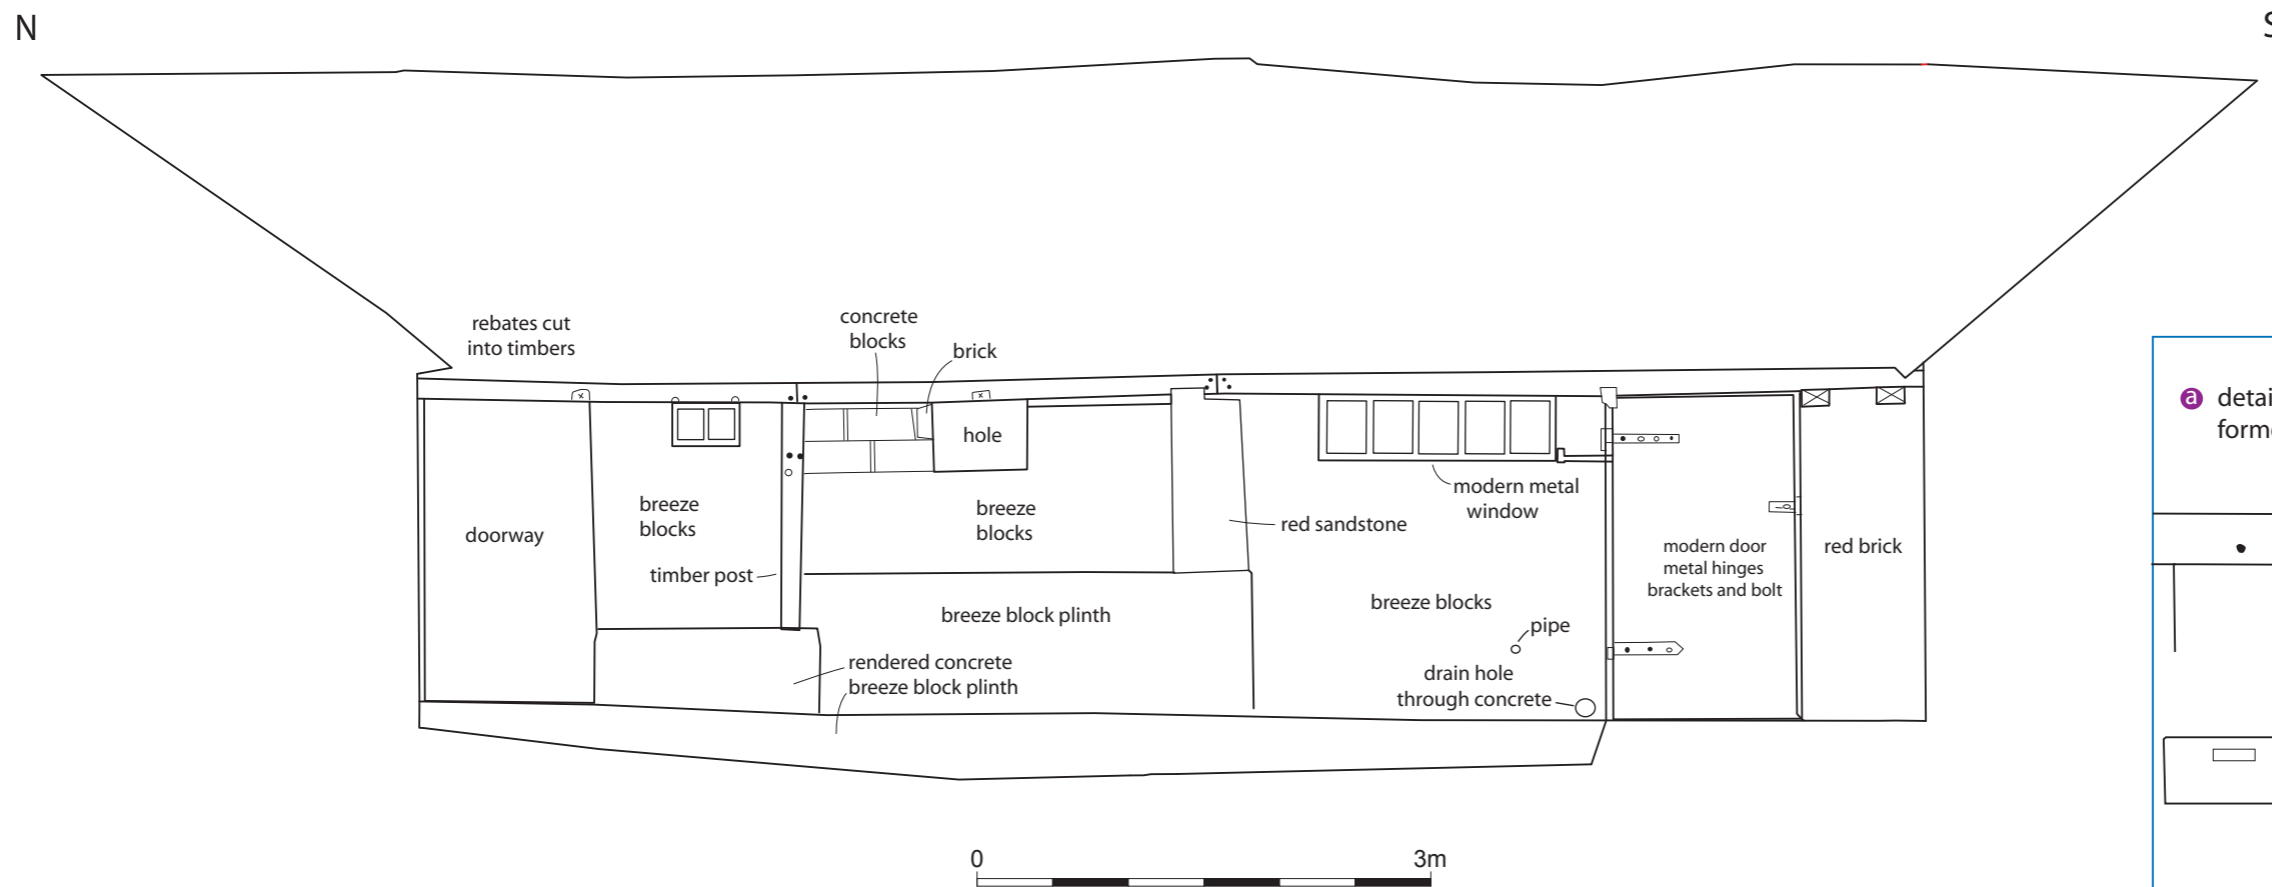 N
rebates cut
into timbers
concrete
blocks
brick
hole
doorway
breeze
blocks
timber post
breeze
blocks
red sandstone
modern metal
window
modern door
metal hinges
brackets and bolt
red brick
breeze block plinth
breeze blocks
pipe
drain hole
through concrete
rendered concrete
breeze block plinth
0 3m
a